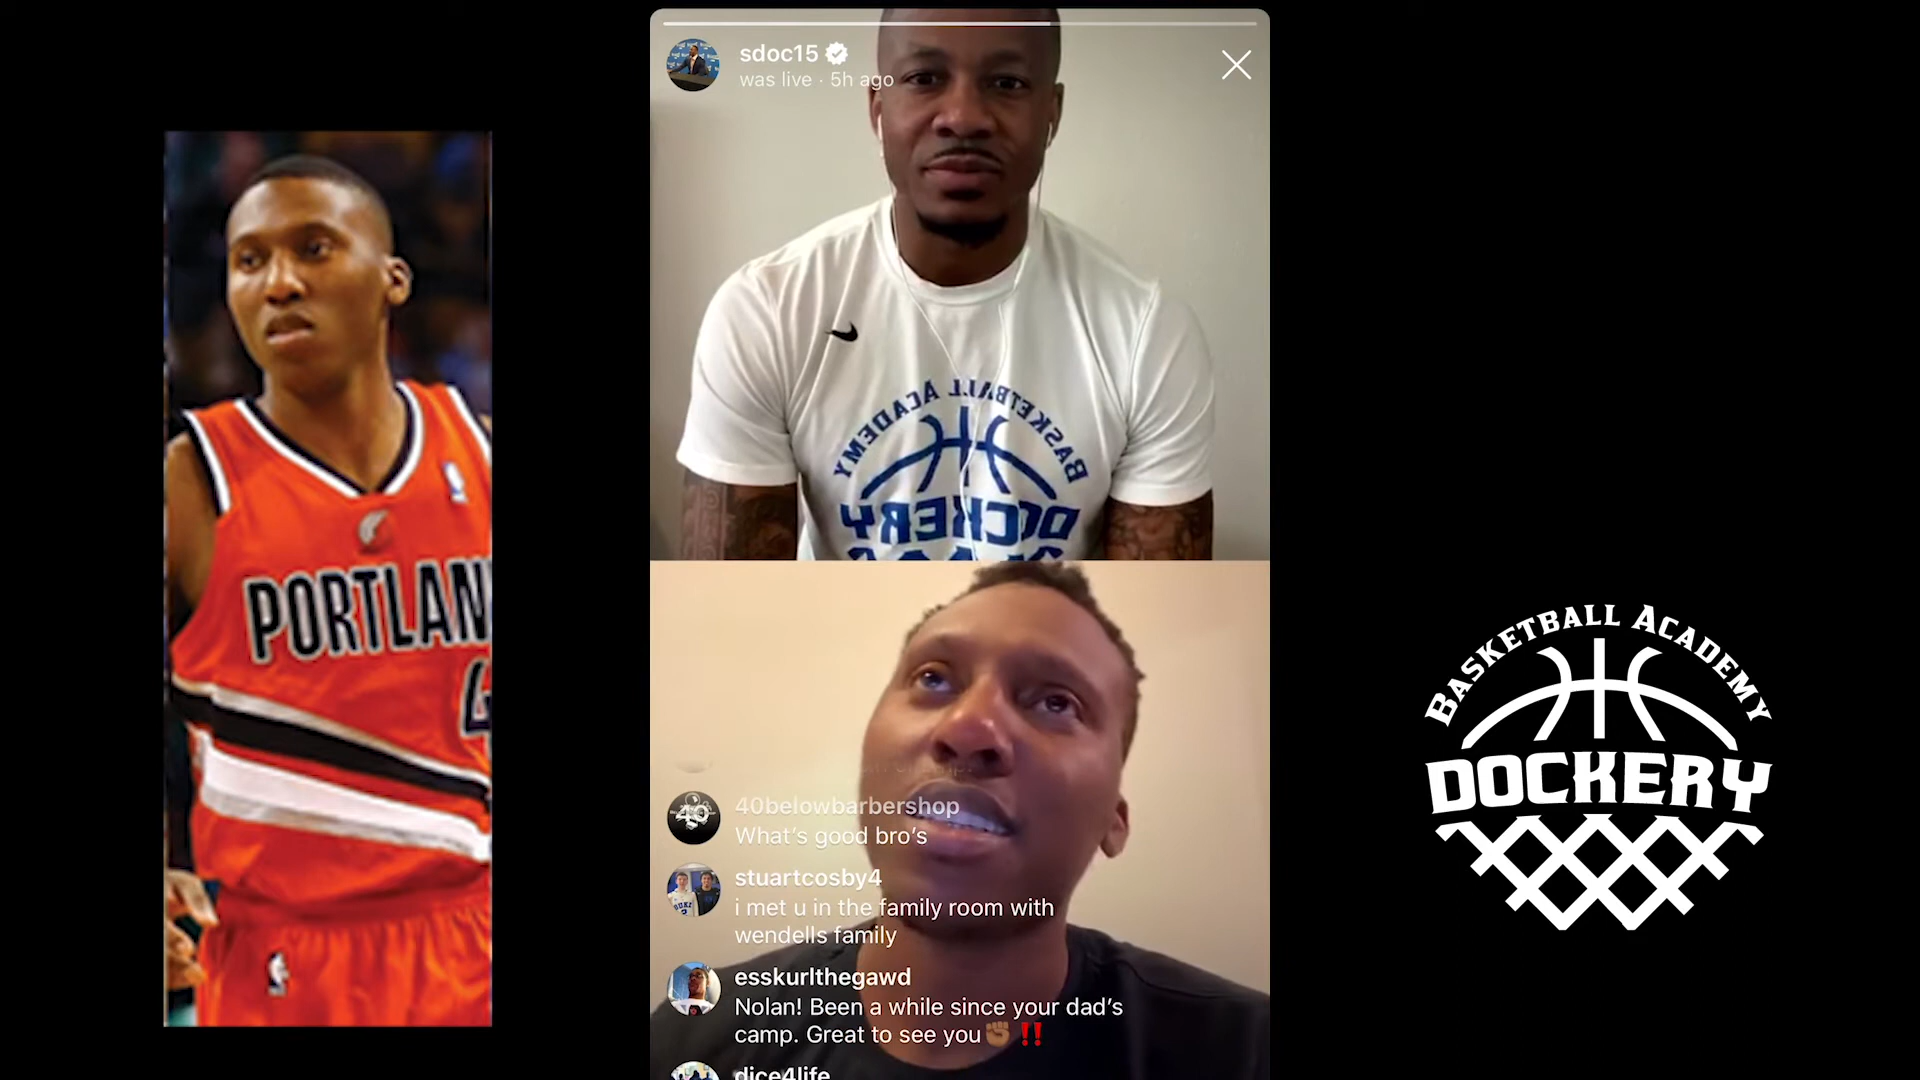 sdoc15
was live · 5h ago
BASKETBALL ACADEMY
DOCKERY
PORTLAN
4
40belowbarbershop
What's good bro's
stuartcosby4
i met u in the family room with
wendells family
esskurlthegawd
Nolan! Been a while since your dad's
camp. Great to see you✊🏾 ‼️
dice4life
BASKETBALL ACADEMY
DOCKERY